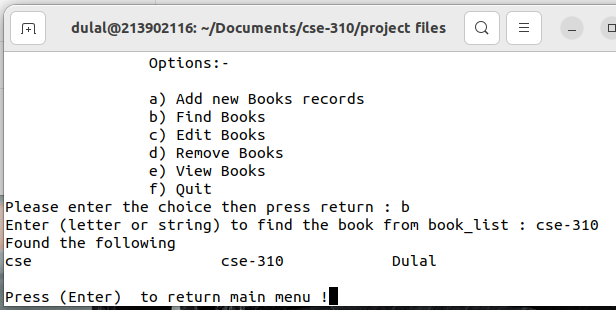 dulal@213902116: ~/Documents/cse-310/project files
Options:-
a) Add new Books records
b) Find Books
c) Edit Books
d) Remove Books
e) View Books
f) Quit
Please enter the choice then press return : b
Enter (letter or string) to find the book from book_list : cse-310
Found the following
cse cse-310 Dulal
Press (Enter)  to return main menu !